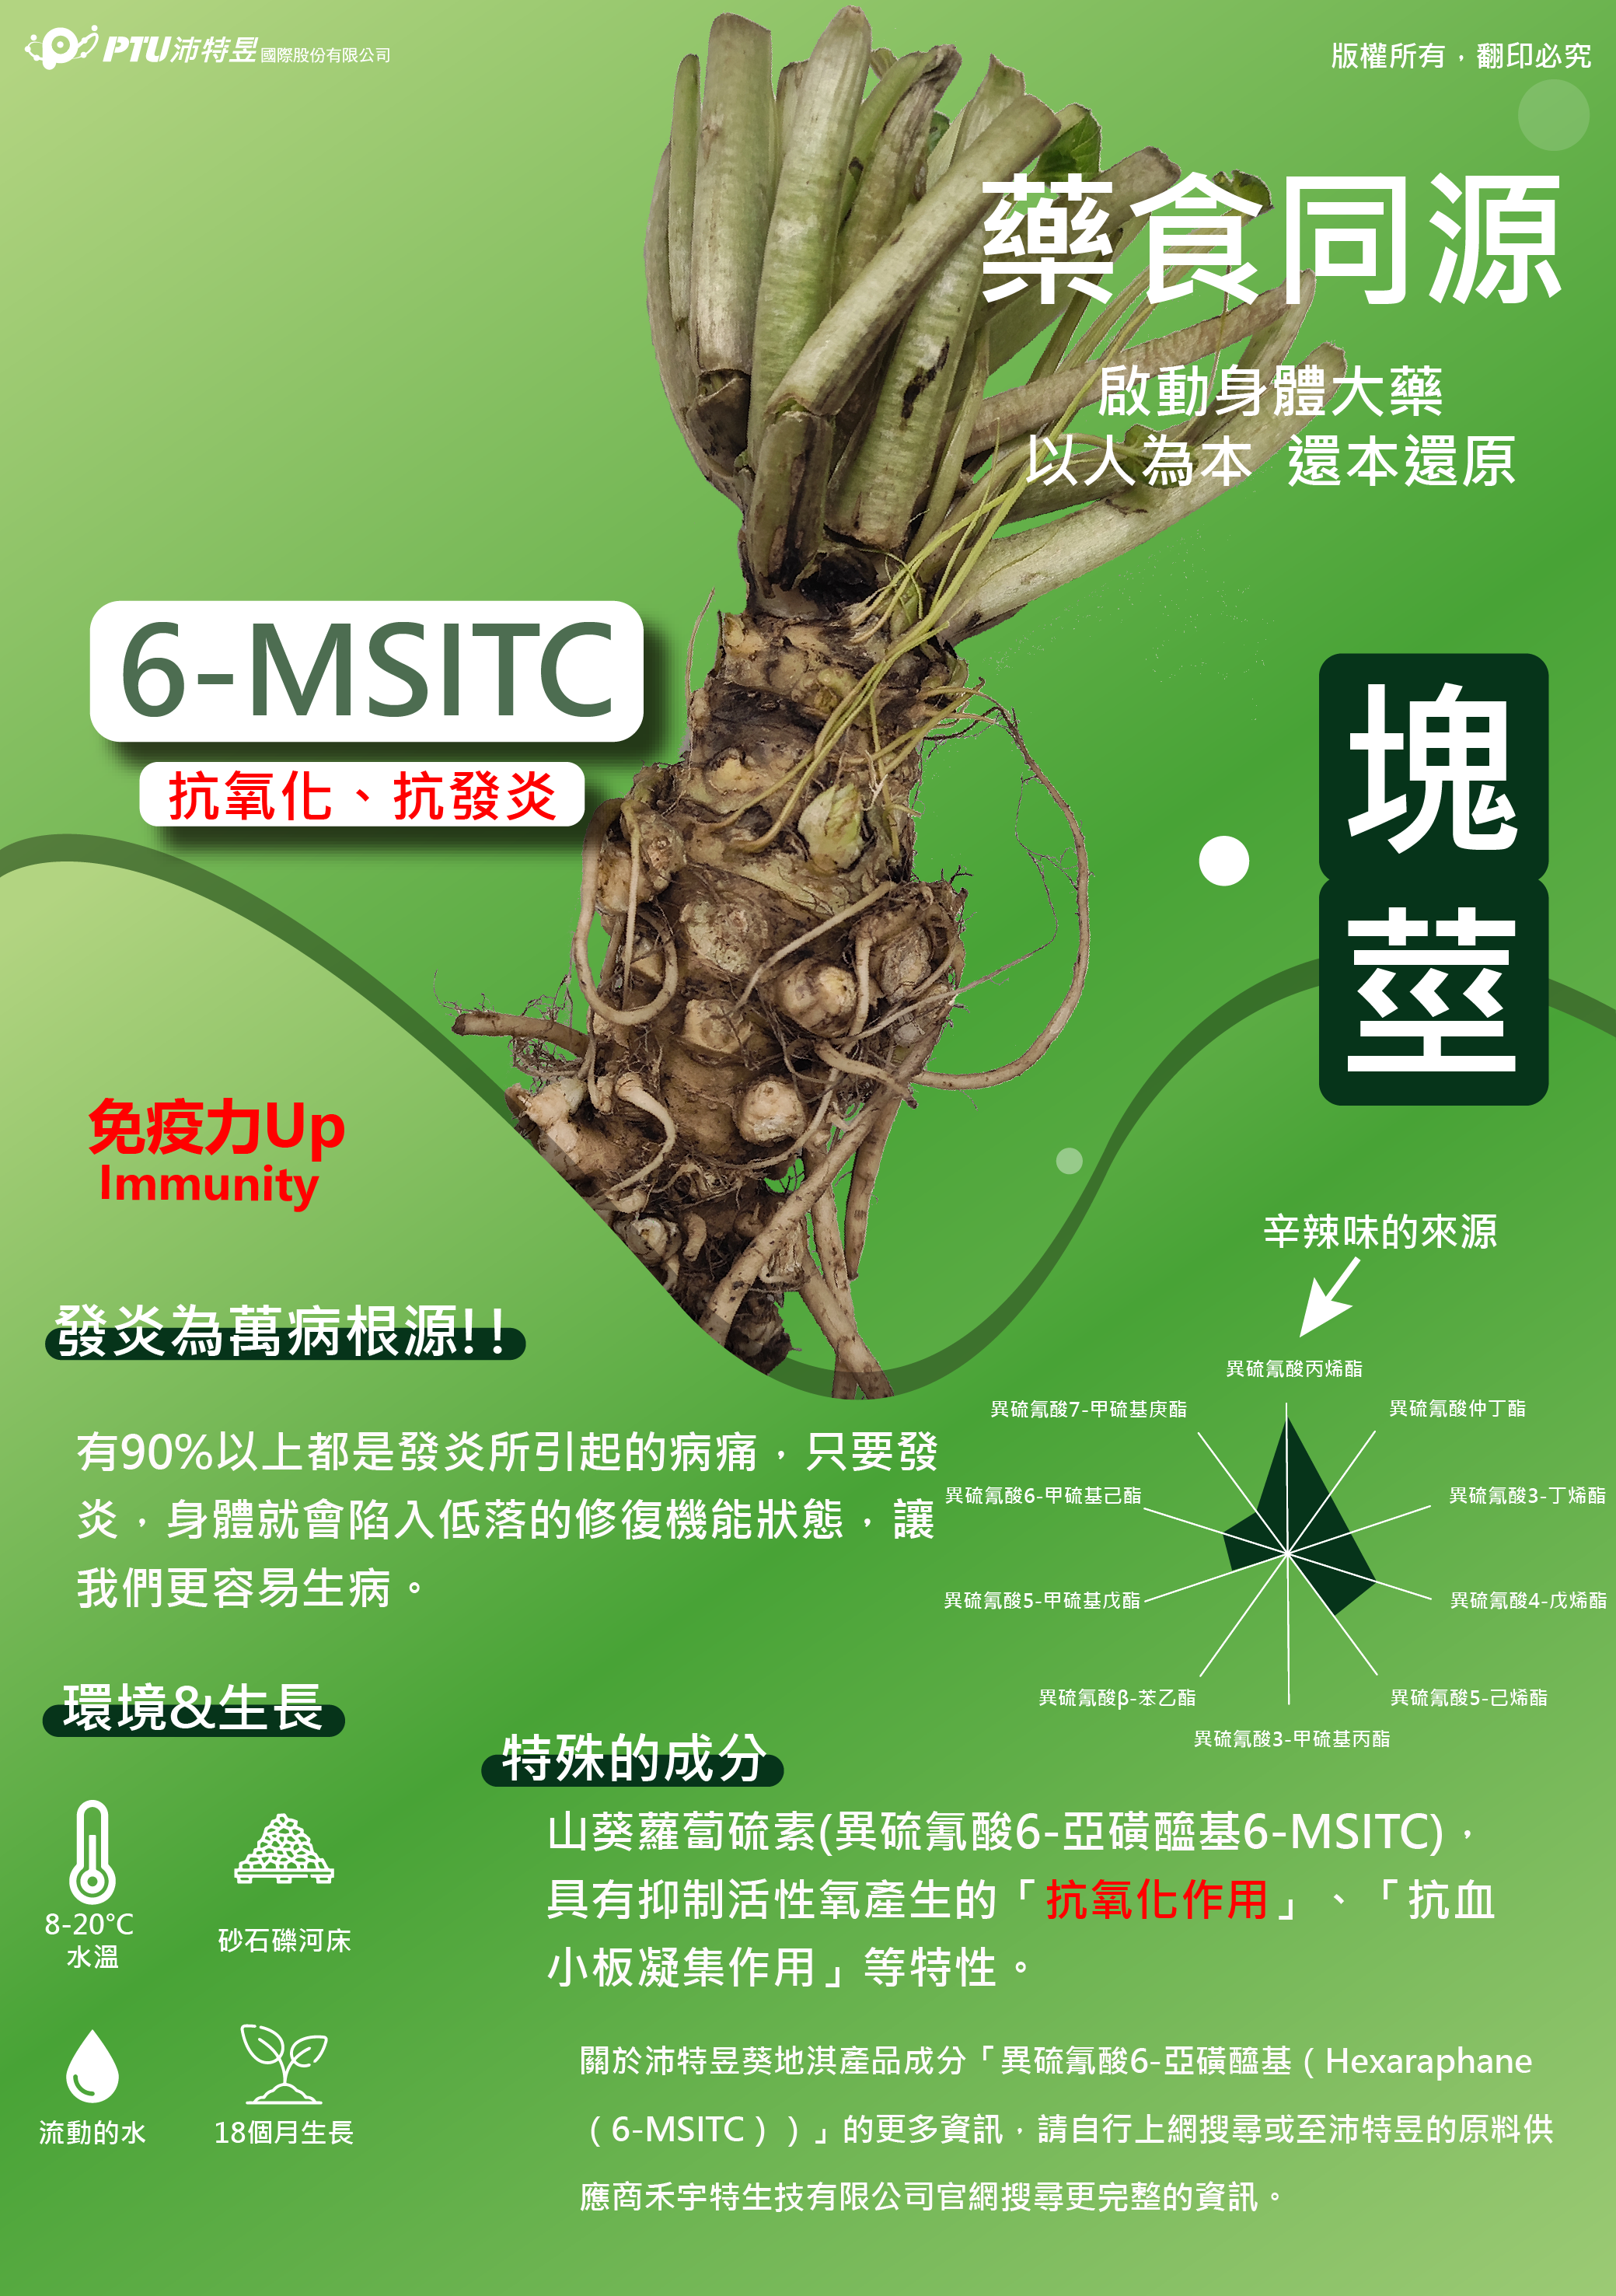 PTU沛特昱國際股份有限公司
版權所有，翻印必究
藥食同源
啟動身體大藥
以人為本 還本還原
6-MSITC
抗氧化、抗發炎
塊
莖
免疫力Up
Immunity
辛辣味的來源
異硫氰酸丙烯酯
異硫氰酸7-甲硫基庚酯
異硫氰酸仲丁酯
異硫氰酸6-甲硫基己酯
異硫氰酸3-丁烯酯
異硫氰酸5-甲硫基戊酯
異硫氰酸4-戊烯酯
異硫氰酸β-苯乙酯
異硫氰酸5-己烯酯
異硫氰酸3-甲硫基丙酯
發炎為萬病根源!!
有90%以上都是發炎所引起的病痛，只要發
炎，身體就會陷入低落的修復機能狀態，讓
我們更容易生病。
環境&生長
8-20°C
水溫
砂石礫河床
流動的水
18個月生長
特殊的成分
山葵蘿蔔硫素(異硫氰酸6-亞磺醯基6-MSITC)，
具有抑制活性氧產生的「抗氧化作用」、「抗血
小板凝集作用」等特性。
關於沛特昱葵地淇產品成分「異硫氰酸6-亞磺醯基（Hexaraphane
（6-MSITC））」的更多資訊，請自行上網搜尋或至沛特昱的原料供
應商禾宇特生技有限公司官網搜尋更完整的資訊。